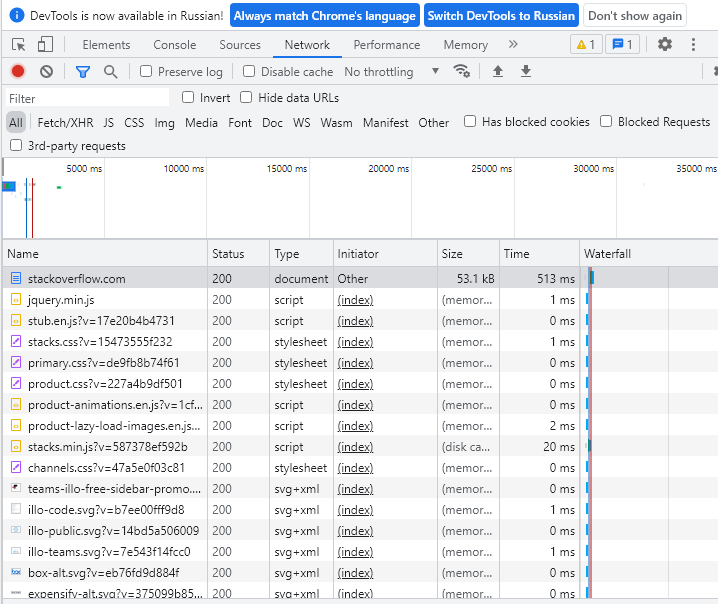 DevTools is now available in Russian! Always match Chrome's language Switch DevTools to Russian Don't show again
Elements Console Sources Network Performance Memory 1 1
Preserve log Disable cache No throttling
Filter Invert Hide data URLs
All Fetch/XHR JS CSS Img Media Font Doc WS Wasm Manifest Other Has blocked cookies Blocked Requests
3rd-party requests
5000 ms 10000 ms 15000 ms 20000 ms 25000 ms 30000 ms 35000 ms
Name Status Type Initiator Size Time Waterfall
stackoverflow.com 200 document Other 53.1 kB 513 ms
jquery.min.js 200 script (index) (memor... 1 ms
stub.en.js?v=17e20b4b4731 200 script (index) (memor... 0 ms
stacks.css?v=15473555f232 200 stylesheet (index) (memor... 1 ms
primary.css?v=de9fb8b74f61 200 stylesheet (index) (memor... 0 ms
product.css?v=227a4b9df501 200 stylesheet (index) (memor... 0 ms
product-animations.en.js?v=1cf... 200 script (index) (memor... 0 ms
product-lazy-load-images.en.js... 200 script (index) (memor... 2 ms
stacks.min.js?v=587378ef592b 200 script (index) (disk ca... 20 ms
channels.css?v=47a5e0f03c81 200 stylesheet (index) (memor... 0 ms
teams-illo-free-sidebar-promo.... 200 svg+xml (index) (memor... 0 ms
illo-code.svg?v=b7ee00fff9d8 200 svg+xml (index) (memor... 1 ms
illo-public.svg?v=14bd5a506009 200 svg+xml (index) (memor... 0 ms
illo-teams.svg?v=7e543f14fcc0 200 svg+xml (index) (memor... 1 ms
box-alt.svg?v=eb76fd9d884f 200 svg+xml (index) (memor... 0 ms
expensify-alt.svg?v=375099b85... 200 svg+xml (index) (memor... 0 ms